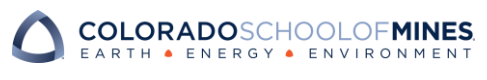 COLORADOSCHOOLOFMINES
EARTH • ENERGY • ENVIRONMENT